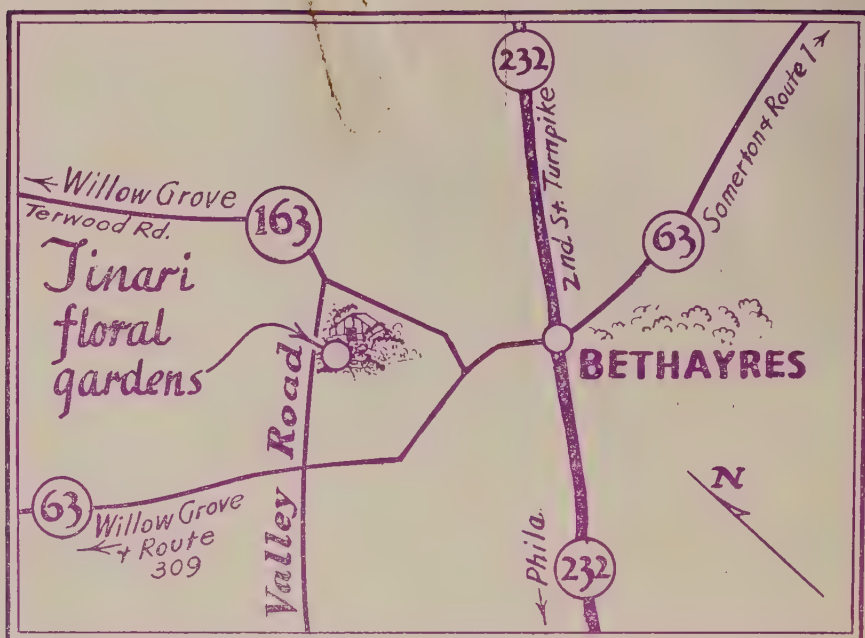 232
2nd St. Turnpike
63
Somerton & Route 1 →
← Willow Grove
Terwood Rd.
163
Tinari
floral
gardens
Valley Road
BETHAYRES
63
Willow Grove
← + Route
309
← Phila.
232
N